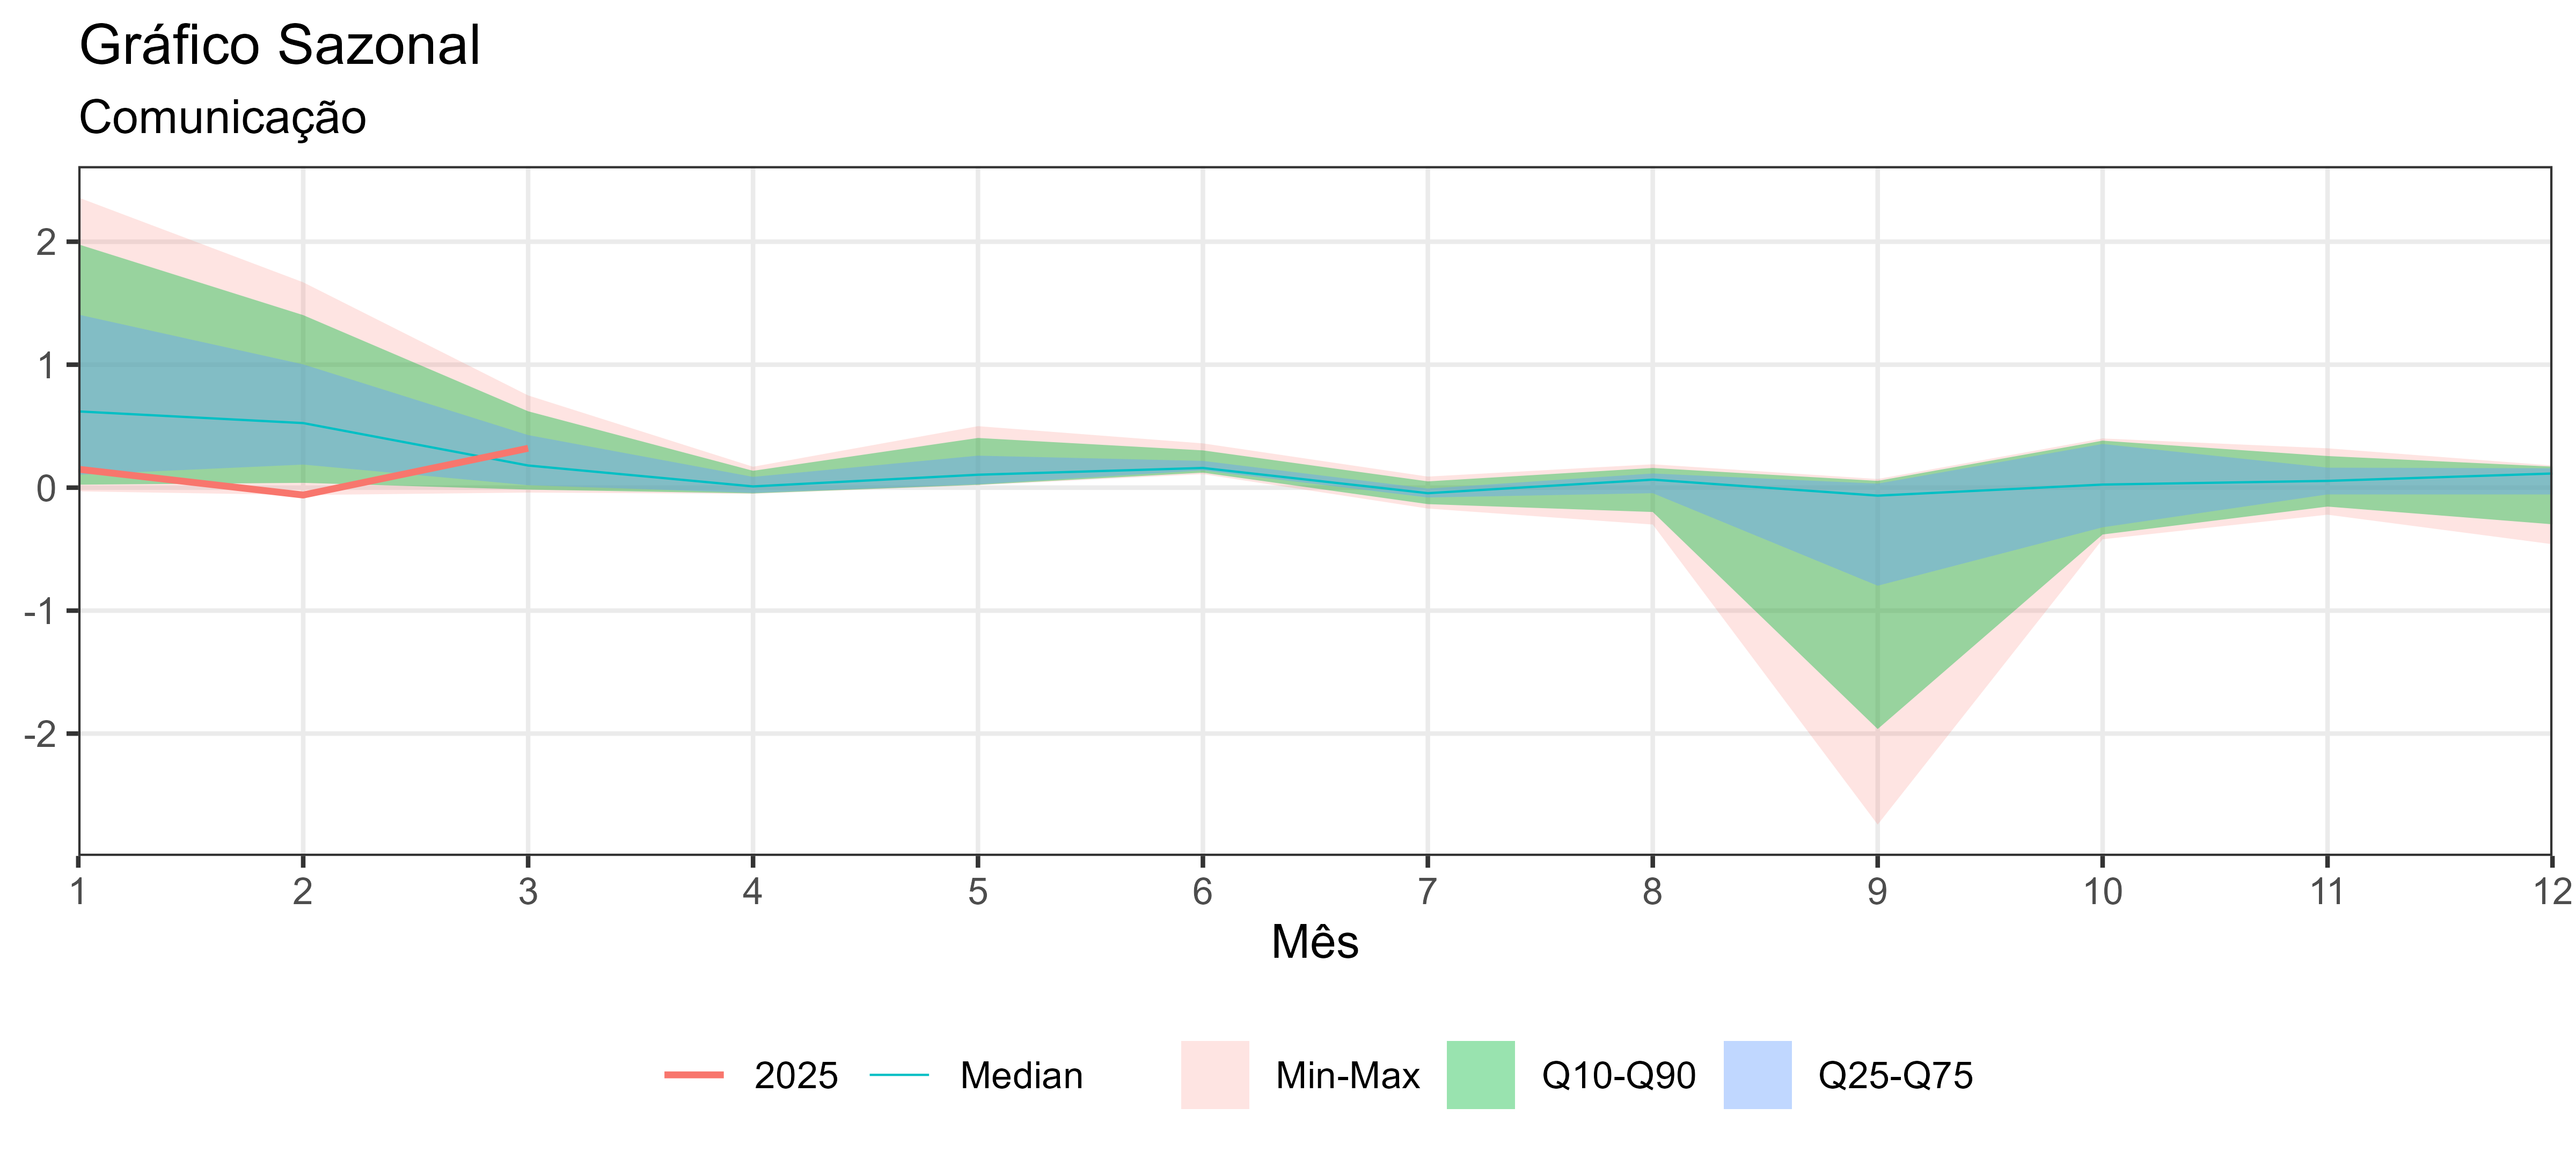 Gráfico Sazonal
Comunicação
2
1
0
-1
-2
1 2 3 4 5 6 7 8 9 10 11 12
Mês
2025 Median Min-Max Q10-Q90 Q25-Q75